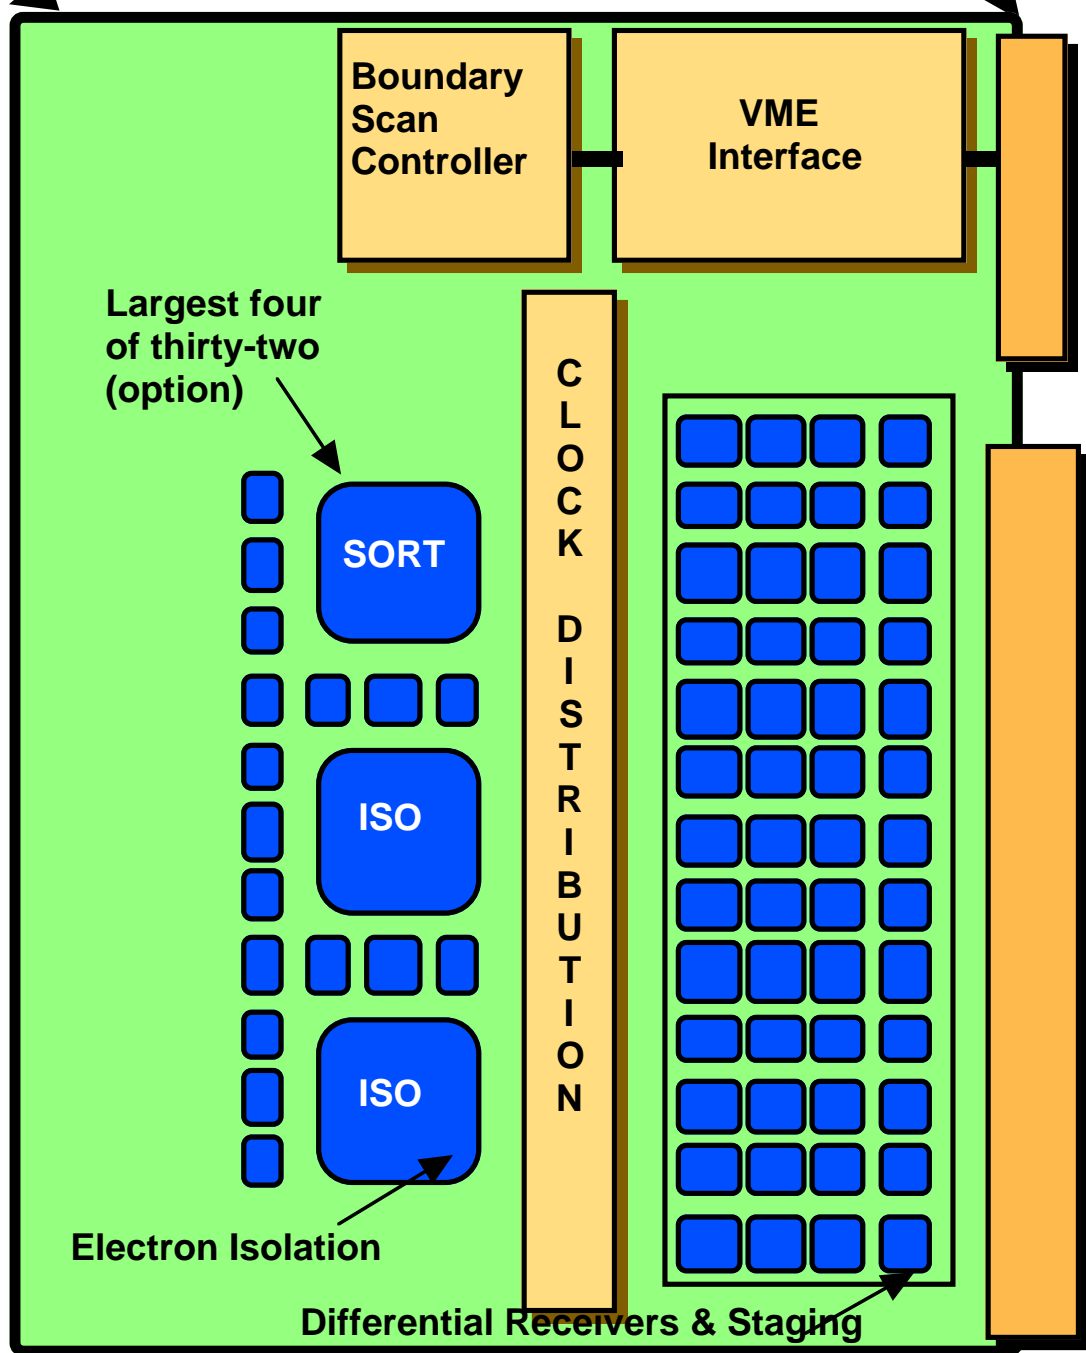 Boundary
Scan
Controller
VME
Interface
Largest four
of thirty-two
(option)
C
L
O
C
K
D
I
S
T
R
I
B
U
T
I
O
N
SORT
ISO
ISO
Electron Isolation
Differential Receivers & Staging